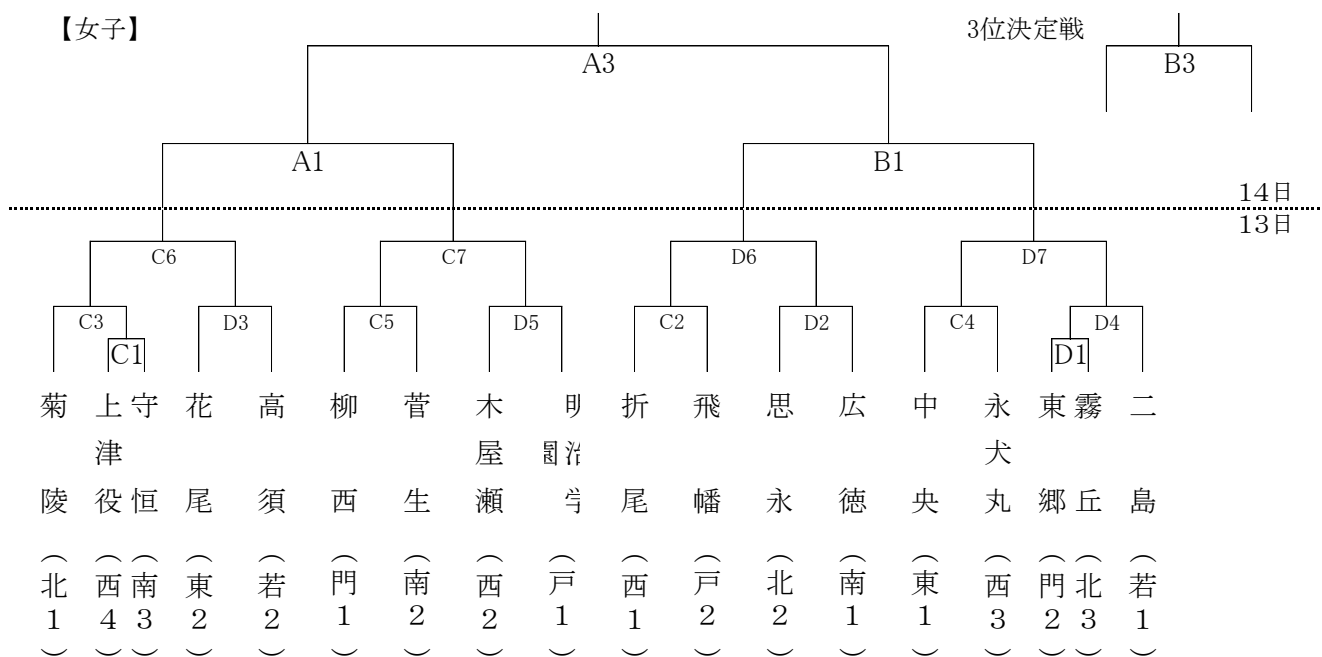 【女子】
3位決定戦
A3
B3
A1
B1
14日
13日
C6
C7
D6
D7
C3
D3
C5
D5
C2
D2
C4
D4
C1
D1
菊陵（北1）
上津役（西4）
守恒（南3）
花尾（東2）
高須（若2）
柳西（門1）
菅生（南2）
木屋瀬（西2）
明治学園（戸1）
折尾（西1）
飛幡（戸2）
思永（北2）
広徳（南1）
中央（東1）
永犬丸（西3）
東郷（門2）
霧丘（北3）
二島（若1）